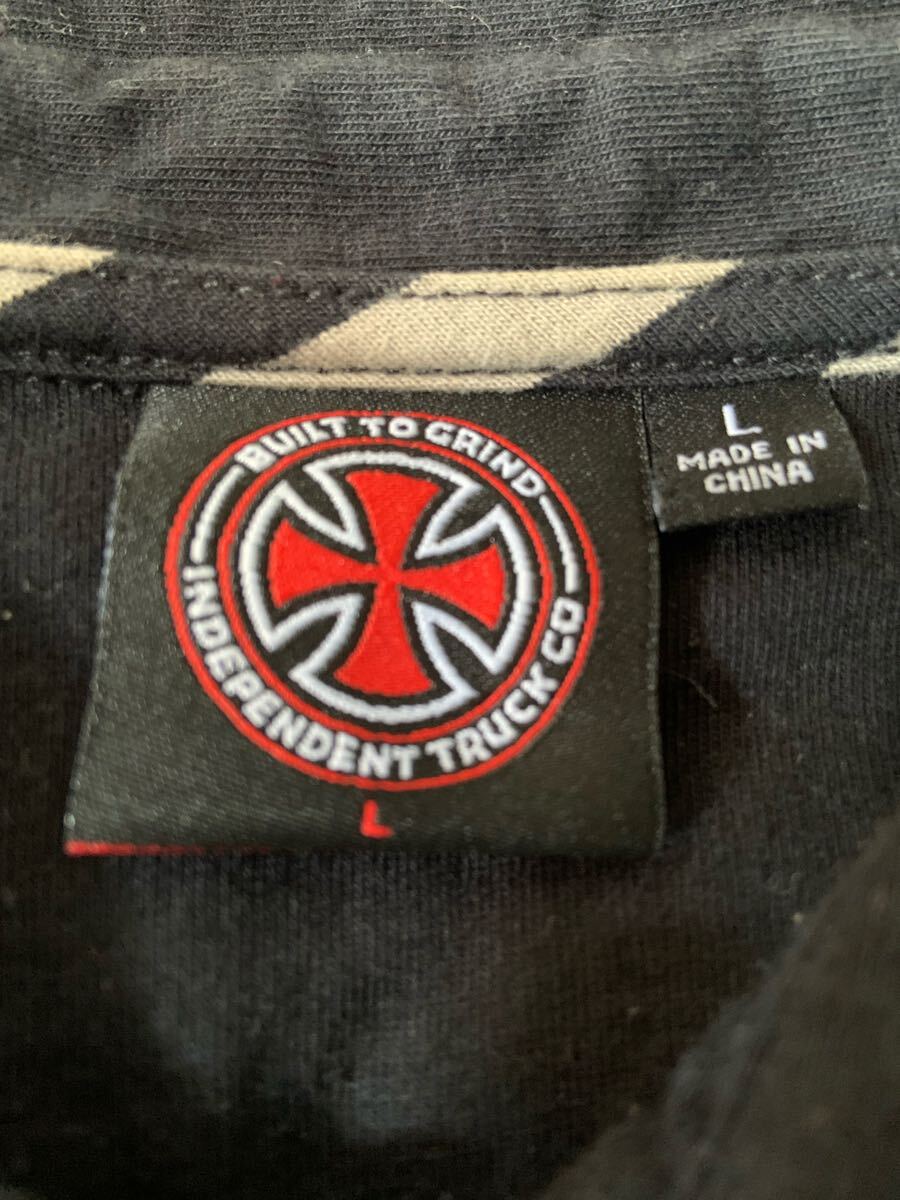 BUILT TO GRIND
INDEPENDENT TRUCK CO
L
L
MADE IN
CHINA